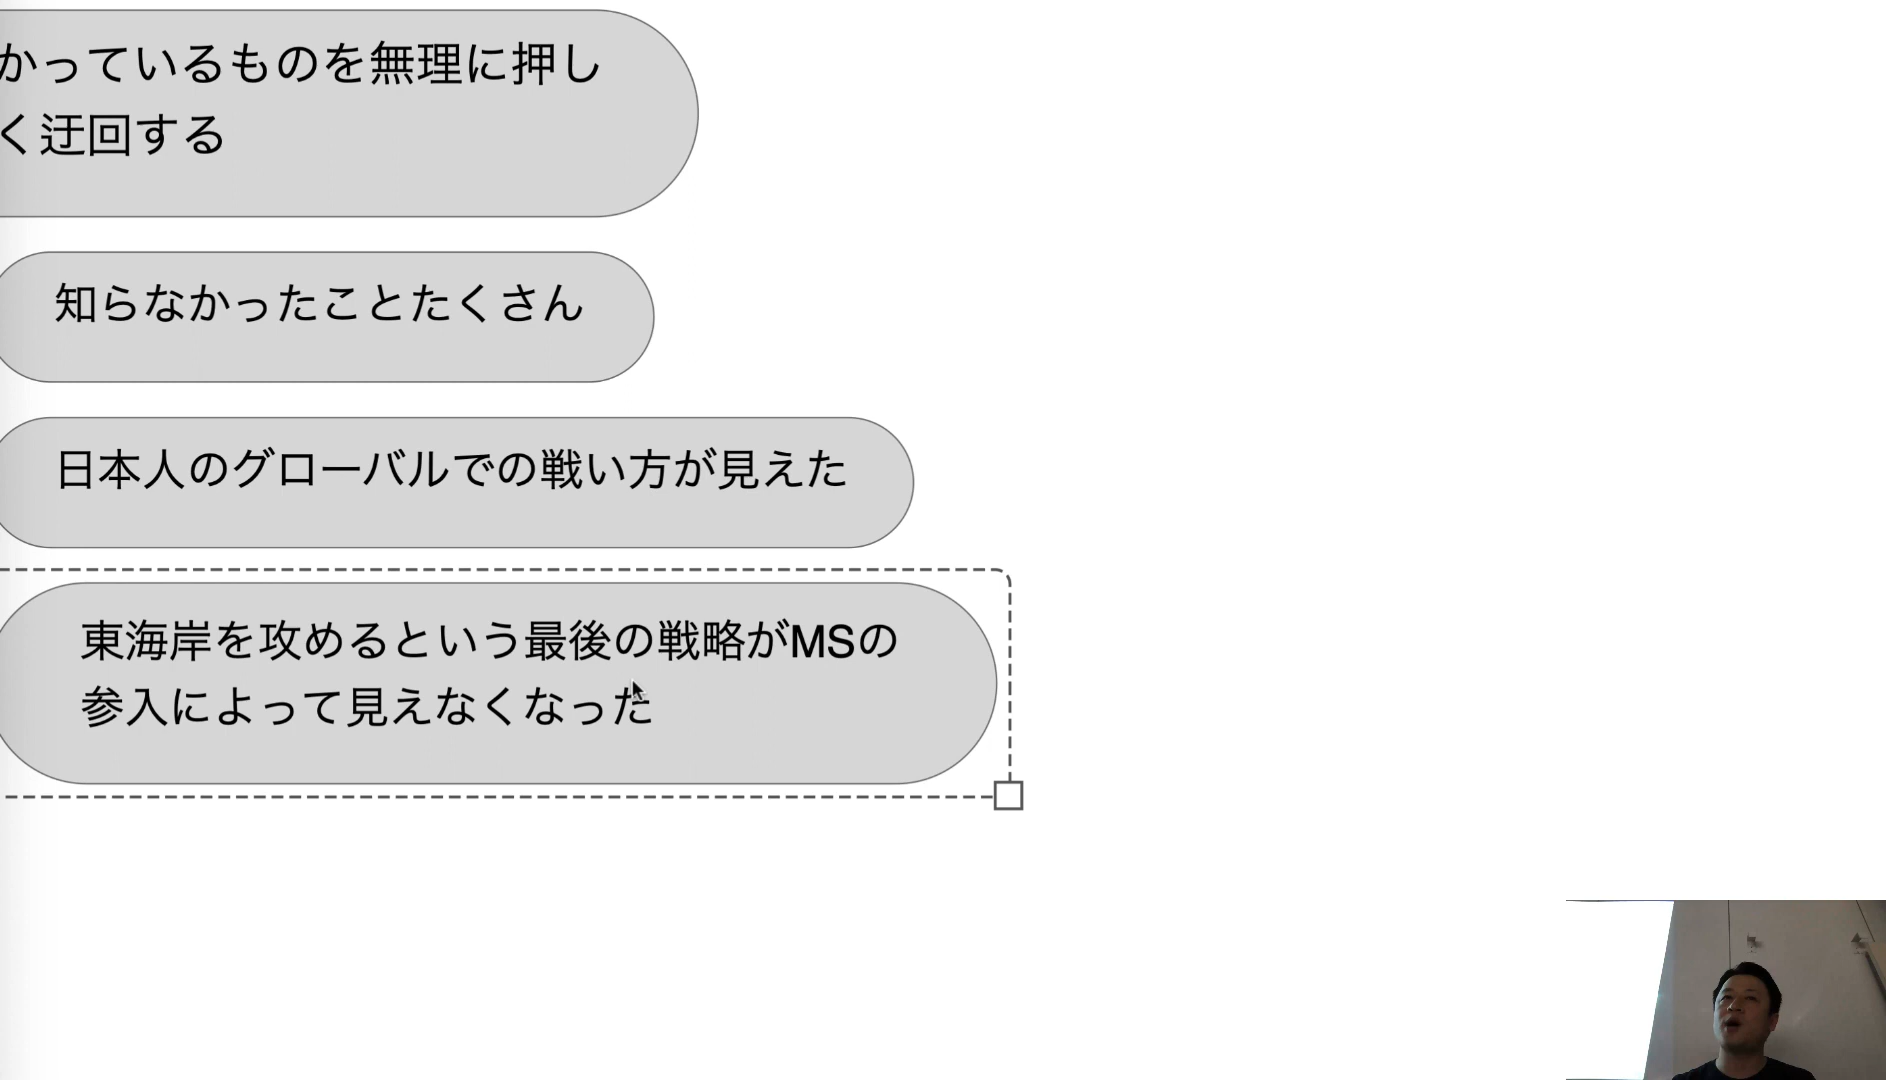 かっているものを無理に押し
く迂回する
知らなかったことたくさん
日本人のグローバルでの戦い方が見えた
東海岸を攻めるという最後の戦略がMSの
参入によって見えなくなった